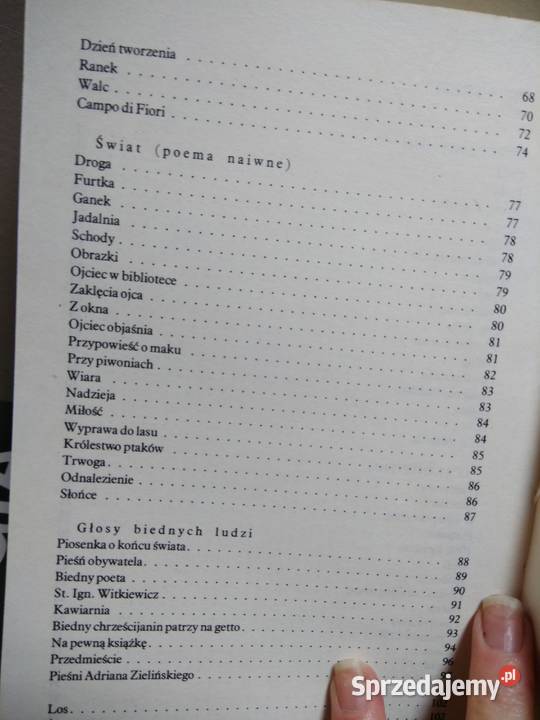 Dzień tworzenia . . . 68
Ranek . . . 70
Walc . . . 72
Campo di Fiori . . . 74
Świat (poema naiwne)
Droga . . . 77
Furtka . . . 77
Ganek . . . 78
Jadalnia . . . 78
Schody . . . 79
Obrazki . . . 79
Ojciec w bibliotece . . . 80
Zaklęcia ojca . . . 80
Z okna . . . 81
Ojciec objaśnia . . . 81
Przypowieść o maku . . . 82
Przy piwoniach . . . 83
Wiara . . . 83
Nadzieja . . . 84
Miłość . . . 84
Wyprawa do lasu . . . 85
Królestwo ptaków . . . 85
Trwoga . . . 86
Odnalezienie . . . 86
Słońce . . . 87
Głosy biednych ludzi
Piosenka o końcu świata . . . 88
Pieśń obywatela . . . 89
Biedny poeta . . . 90
St. Ign. Witkiewicz . . . 91
Kawiarnia . . . 92
Biedny chrześcijanin patrzy na getto . . . 93
Na pewną książkę . . . 94
Przedmieście . . . 96
Pieśni Adriana Zielińskiego
Los . . . 102
103
Sprzedajemy.pl